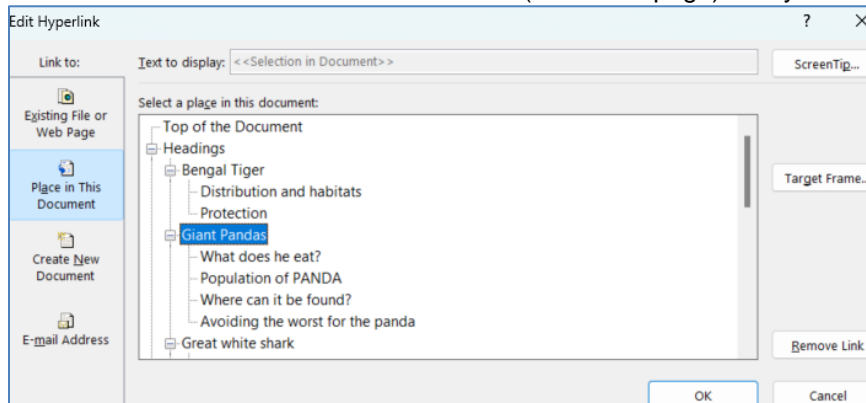 Edit Hyperlink ? X
Link to:
Text to display: <<Selection in Document>>
ScreenTip...
Existing File or Web Page
Place in This Document
Create New Document
E-mail Address
Select a place in this document:
Top of the Document
Headings
Bengal Tiger
Distribution and habitats
Protection
Giant Pandas
What does he eat?
Population of PANDA
Where can it be found?
Avoiding the worst for the panda
Great white shark
Target Frame..
Remove Link
OK
Cancel